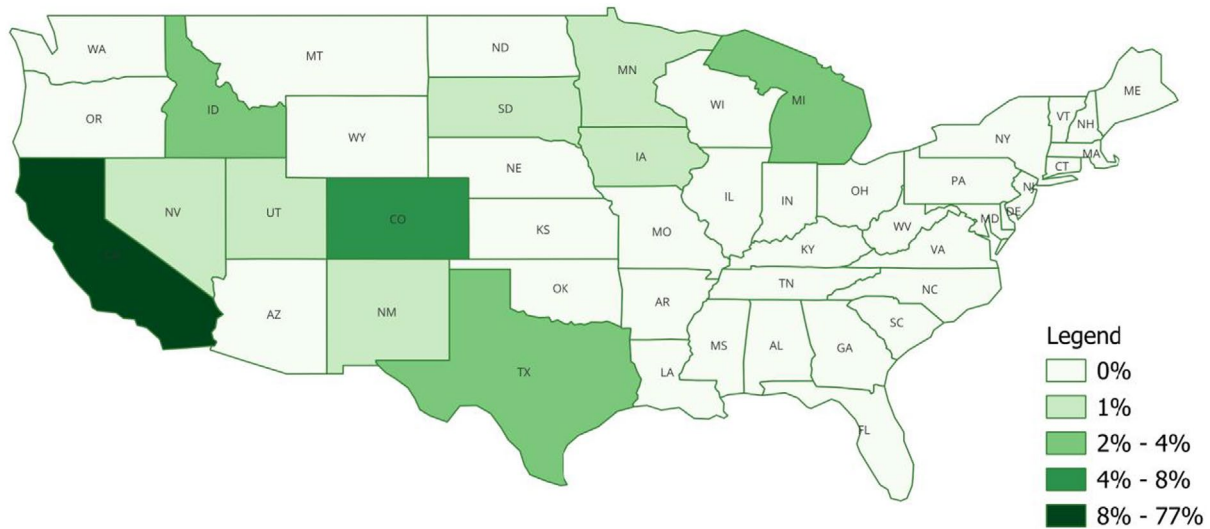 WA
MT
ND
MN
ME
ID
SD
WI
MI
VT
NH
OR
WY
NY
MA
IA
CT
NE
PA
NJ
IL
IN
OH
MD
DE
NV
UT
CO
KS
MO
WV
VA
KY
CA
TN
NC
AZ
NM
OK
AR
SC
MS
AL
GA
TX
LA
FL
Legend
0%
1%
2% - 4%
4% - 8%
8% - 77%